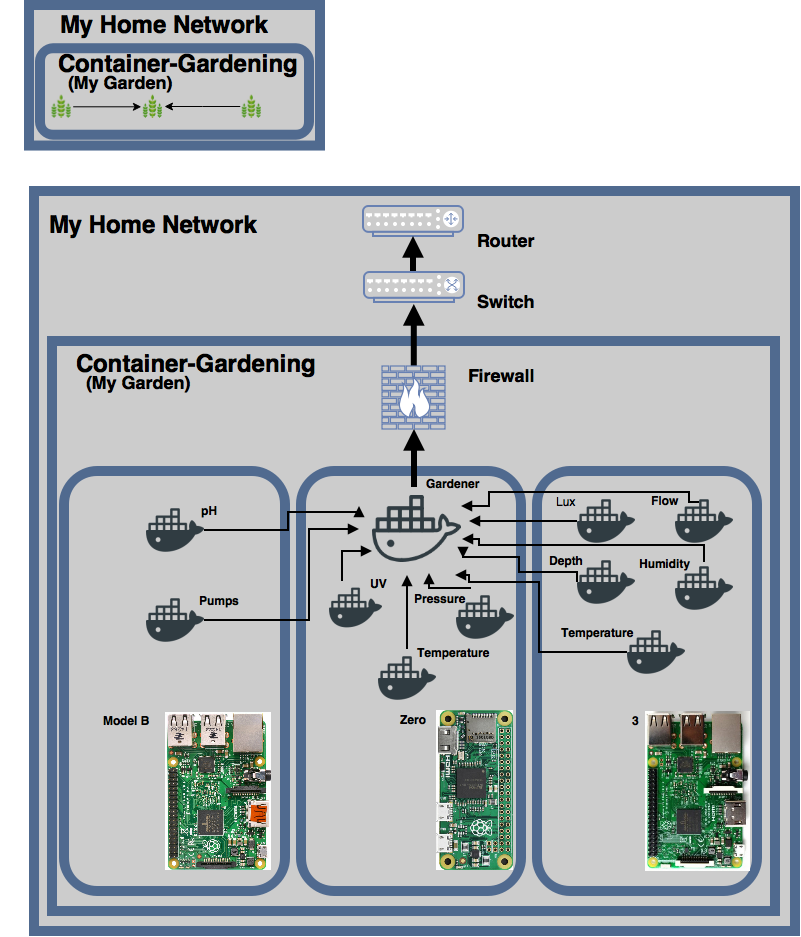 My Home Network
Container-Gardening
(My Garden)
My Home Network
Router
Switch
Container-Gardening
(My Garden)
Firewall
Gardener
pH
Lux
Flow
UV
Depth
Humidity
Pumps
Pressure
Temperature
Temperature
Model B
Zero
3